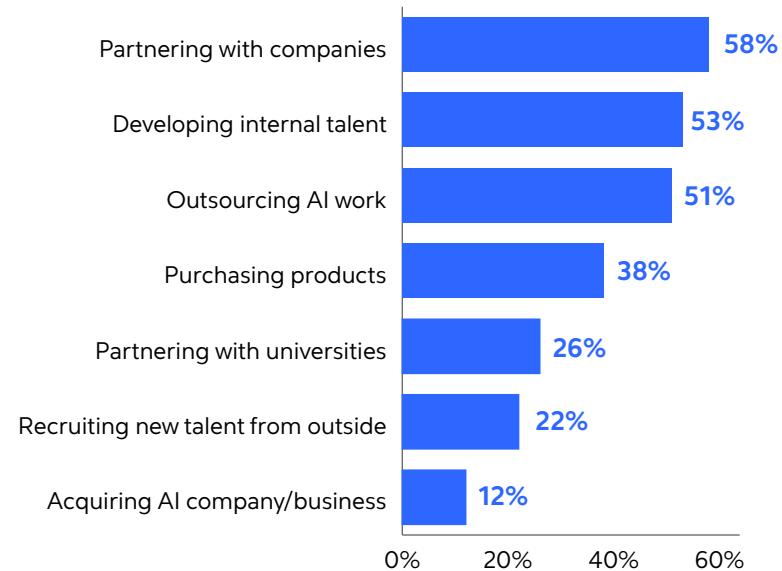 Partnering with companies 58%
Developing internal talent 53%
Outsourcing AI work 51%
Purchasing products 38%
Partnering with universities 26%
Recruiting new talent from outside 22%
Acquiring AI company/business 12%
0% 20% 40% 60%